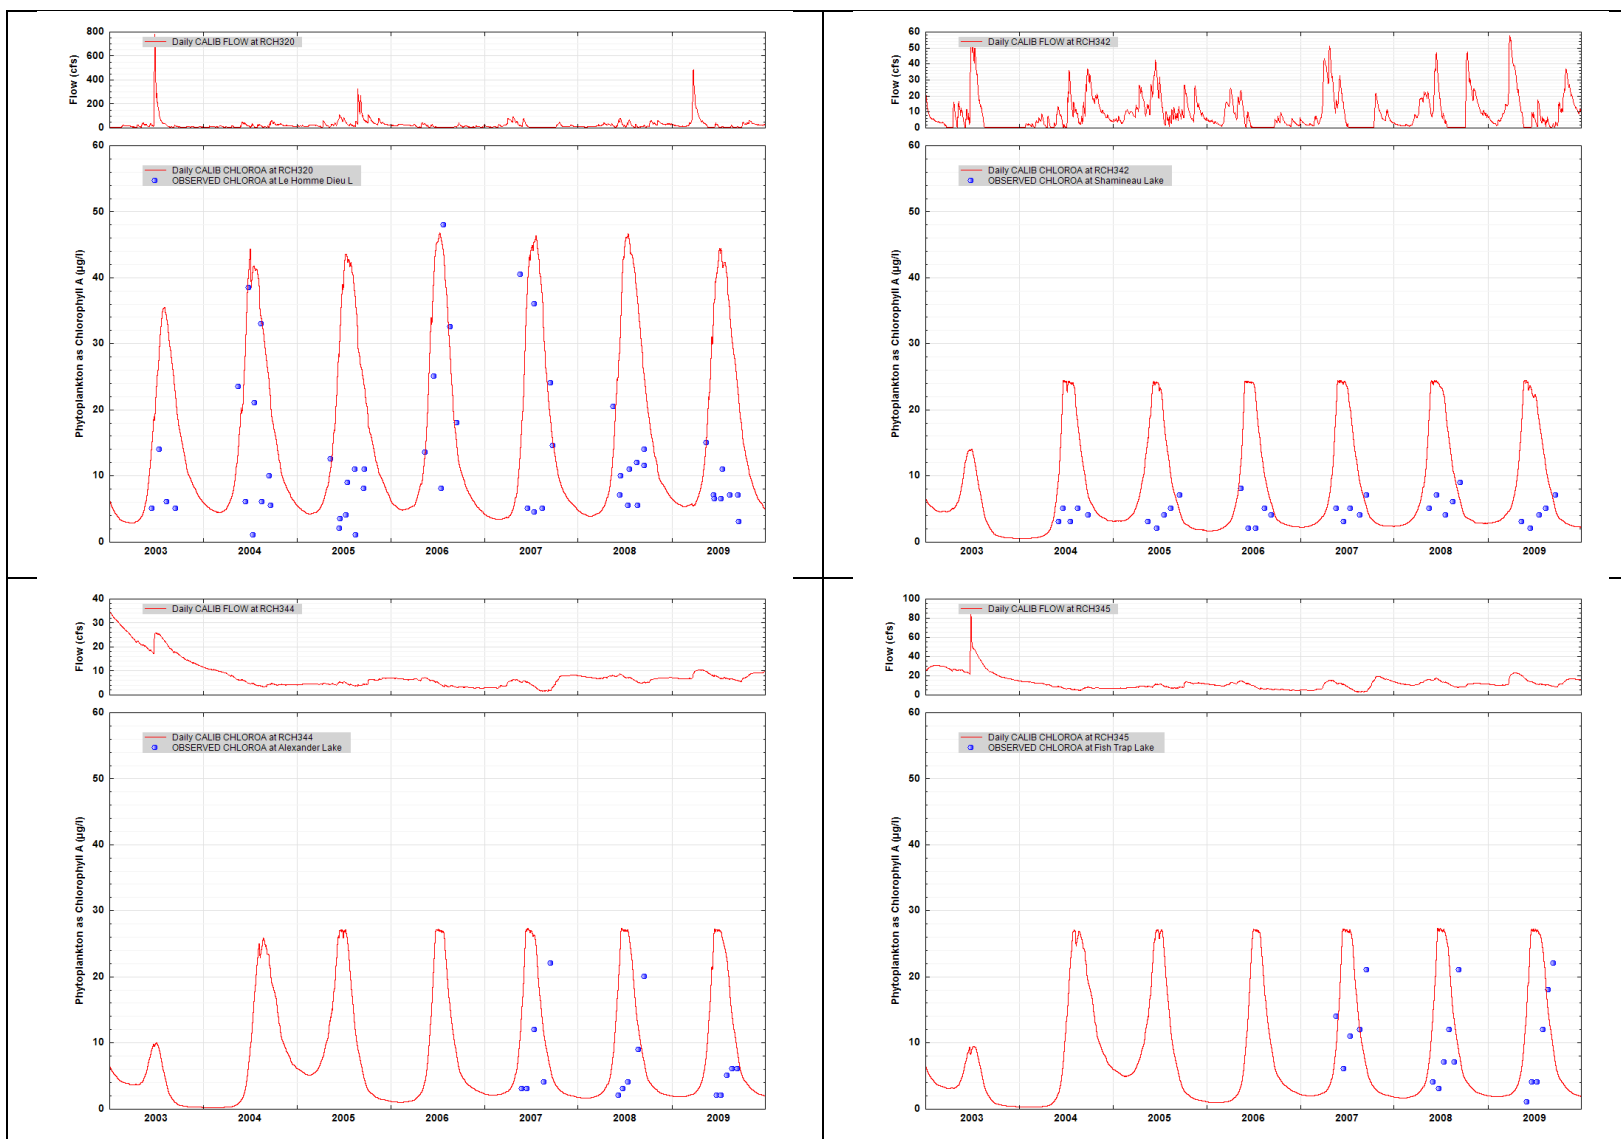 Daily CALIB FLOW at RCH320
Flow (cfs)
800
600
400
200
0
Daily CALIB CHLOROA at RCH320
OBSERVED CHLOROA at Le Homme Dieu L
Phytoplankton as Chlorophyll A (µg/l)
60
50
40
30
20
10
0
2003 2004 2005 2006 2007 2008 2009
Daily CALIB FLOW at RCH342
Flow (cfs)
60
50
40
30
20
10
0
Daily CALIB CHLOROA at RCH342
OBSERVED CHLOROA at Shamineau Lake
Phytoplankton as Chlorophyll A (µg/l)
60
50
40
30
20
10
0
2003 2004 2005 2006 2007 2008 2009
Daily CALIB FLOW at RCH344
Flow (cfs)
40
30
20
10
0
Daily CALIB CHLOROA at RCH344
OBSERVED CHLOROA at Alexander Lake
Phytoplankton as Chlorophyll A (µg/l)
60
50
40
30
20
10
0
2003 2004 2005 2006 2007 2008 2009
Daily CALIB FLOW at RCH345
Flow (cfs)
100
80
60
40
20
0
Daily CALIB CHLOROA at RCH345
OBSERVED CHLOROA at Fish Trap Lake
Phytoplankton as Chlorophyll A (µg/l)
60
50
40
30
20
10
0
2003 2004 2005 2006 2007 2008 2009